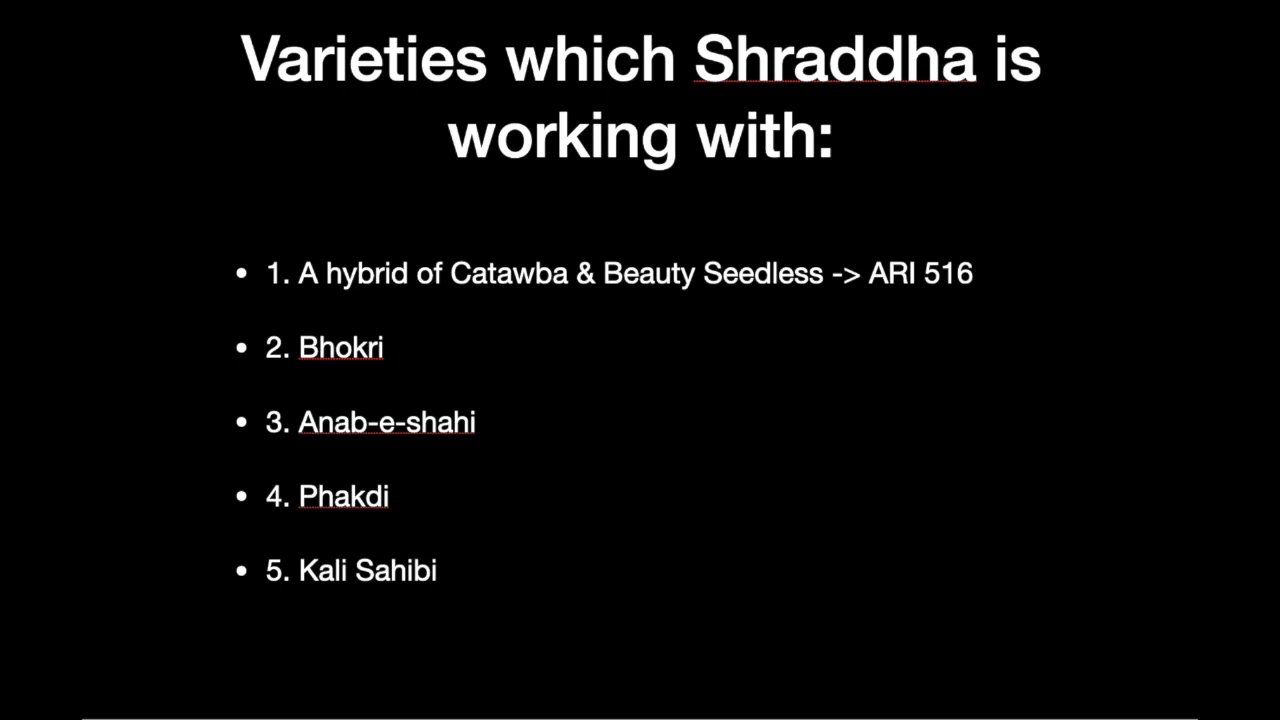 Varieties which Shraddha is
working with:
• 1. A hybrid of Catawba & Beauty Seedless -> ARI 516
• 2. Bhokri
• 3. Anab-e-shahi
• 4. Phakdi
• 5. Kali Sahibi